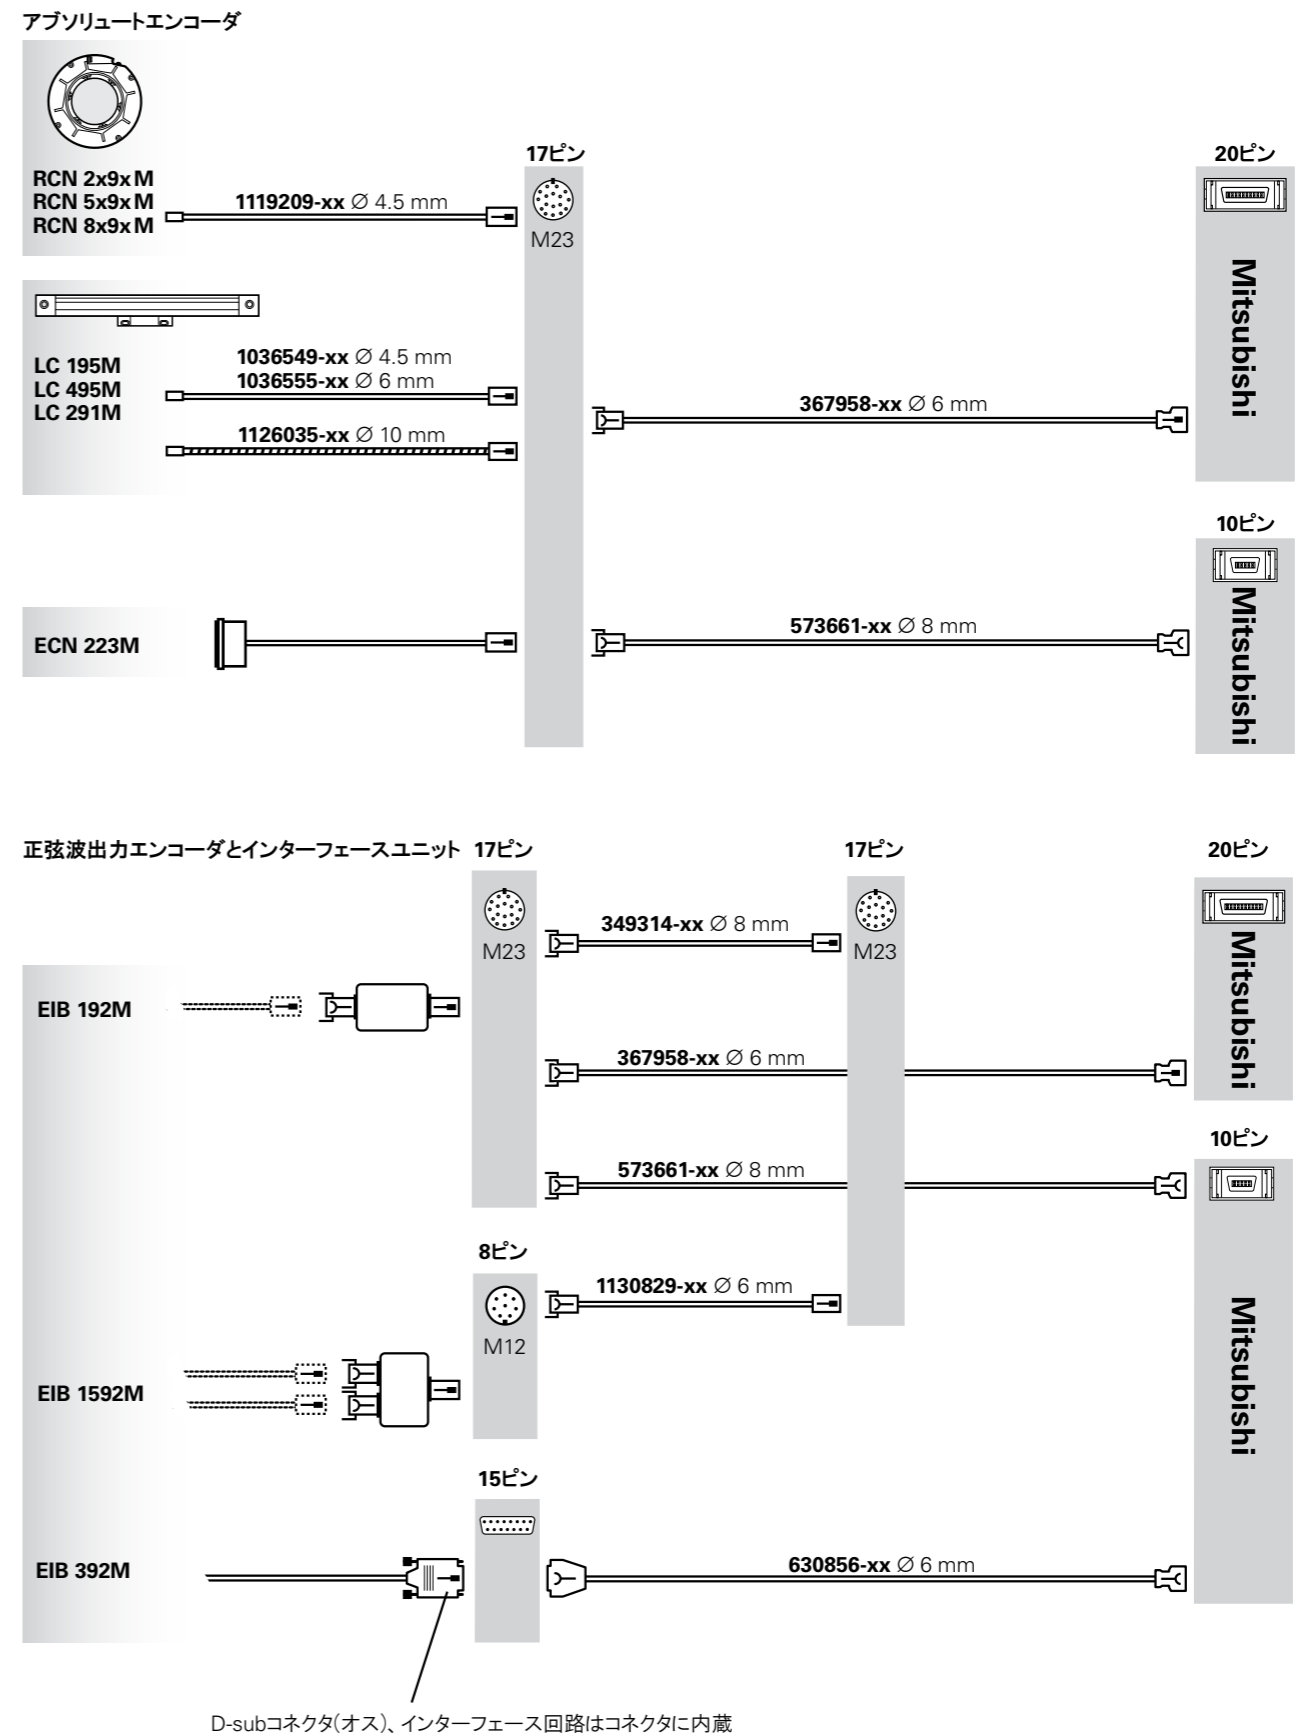 アブソリュートエンコーダ
RCN 2x9x M
RCN 5x9x M
RCN 8x9x M
1119209-xx Ø 4.5 mm
17ピン
M23
20ピン
Mitsubishi
LC 195M
LC 495M
LC 291M
1036549-xx Ø 4.5 mm
1036555-xx Ø 6 mm
1126035-xx Ø 10 mm
367958-xx Ø 6 mm
10ピン
Mitsubishi
ECN 223M
573661-xx Ø 8 mm
正弦波出力エンコーダとインターフェースユニット
17ピン
17ピン
20ピン
M23
349314-xx Ø 8 mm
M23
Mitsubishi
EIB 192M
367958-xx Ø 6 mm
10ピン
573661-xx Ø 8 mm
8ピン
M12
1130829-xx Ø 6 mm
Mitsubishi
EIB 1592M
15ピン
EIB 392M
630856-xx Ø 6 mm
D-subコネクタ(オス)、インターフェース回路はコネクタに内蔵